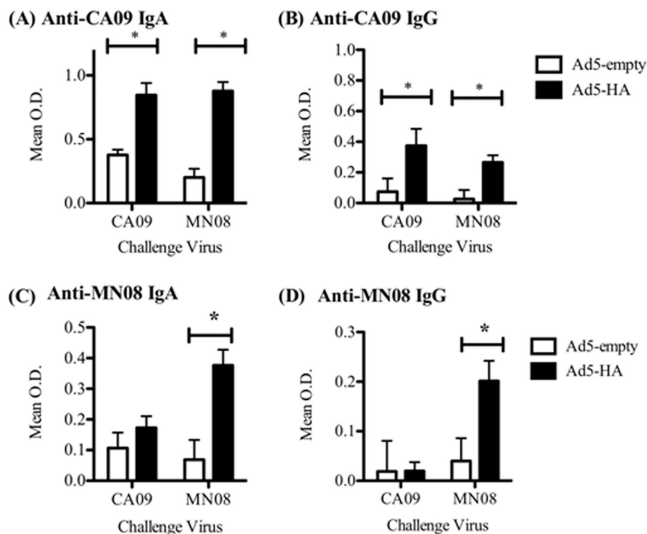 (A) Anti-CA09 IgA
*
*
1.0
0.5
0.0
Mean O.D.
CA09
MN08
Challenge Virus
(B) Anti-CA09 IgG
*
*
1.0
0.8
0.6
0.4
0.2
0.0
Mean O.D.
CA09
MN08
Challenge Virus
Ad5-empty
Ad5-HA
(C) Anti-MN08 IgA
*
0.5
0.4
0.3
0.2
0.1
0.0
Mean O.D.
CA09
MN08
Challenge Virus
(D) Anti-MN08 IgG
*
0.3
0.2
0.1
0.0
Mean O.D.
CA09
MN08
Challenge Virus
Ad5-empty
Ad5-HA